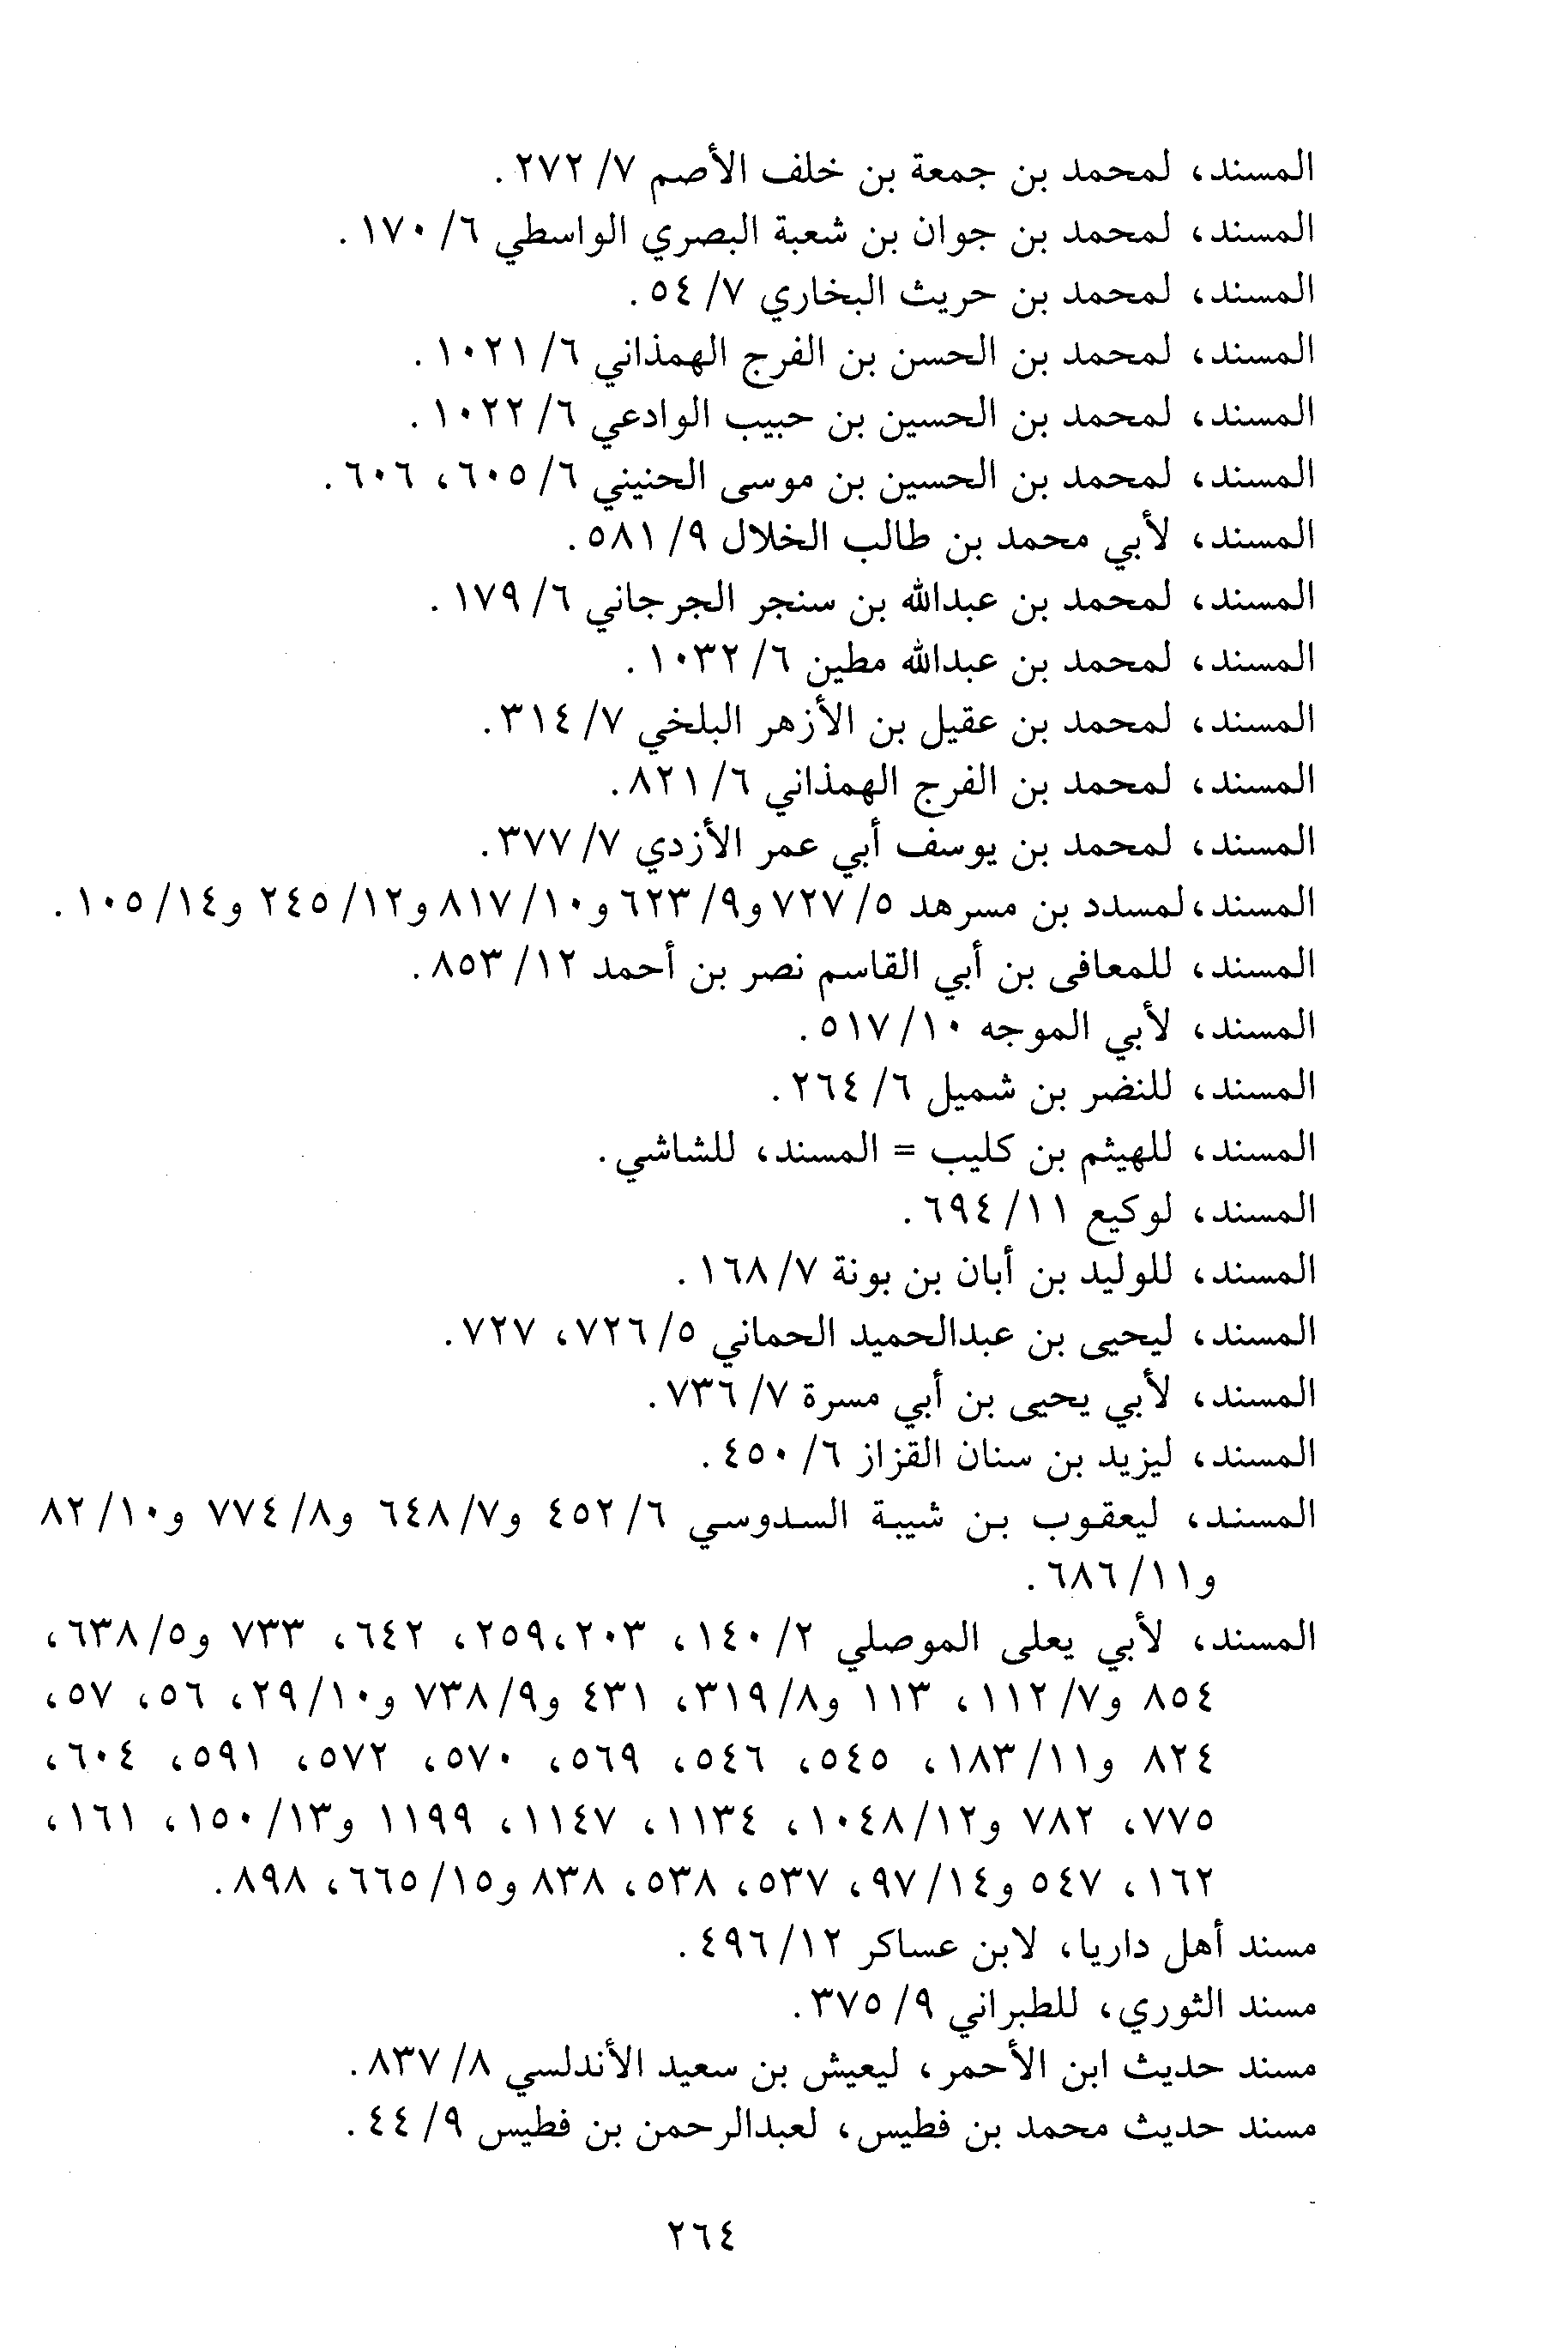 المسند، لمحمد بن جمعة بن خلف الأصم ٧/ ٢٧٢.
المسند، لمحمد بن جوان بن شعبة البصري الواسطي ٦/ ١٧٠.
المسند، لمحمد بن حريث البخاري ٧/ ٥٤.
المسند، لمحمد بن الحسن بن الفرج الهمذاني ٦/ ١٠٢١.
المسند، لمحمد بن الحسين بن حبيب الوادعي ٦/ ١٠٢٢.
المسند، لمحمد بن الحسين بن موسى الحنيني ٦/ ٦٠٥، ٦٠٦.
المسند، لأبي محمد بن طالب الخلال ٩/ ٥٨١.
المسند، لمحمد بن عبدالله بن سنجر الجرجاني ٦/ ١٧٩.
المسند، لمحمد بن عبدالله مطين ٦/ ١٠٣٢.
المسند، لمحمد بن عقيل بن الأزهر البلخي ٧/ ٣١٤.
المسند، لمحمد بن الفرج الهمذاني ٦/ ٨٢١.
المسند، لمحمد بن يوسف أبي عمر الأزدي ٧/ ٣٧٧.
المسند، لمسدد بن مسرهد ٥/ ٧٢٧ و٩/ ٦٢٣ و١٠/ ٨١٧ و١٢/ ٢٤٥ و١٤/ ١٠٥.
المسند، للمعافى بن أبي القاسم نصر بن أحمد ١٢/ ٨٥٣.
المسند، لأبي الموجه ١٠/ ٥١٧.
المسند، للنضر بن شميل ٦/ ٢٦٤.
المسند، للهيثم بن كليب = المسند، للشاشي.
المسند، لوكيع ١١/ ٦٩٤.
المسند، للوليد بن أبان بن بونة ٧/ ١٦٨.
المسند، ليحيى بن عبدالحميد الحماني ٥/ ٧٢٦، ٧٢٧.
المسند، لأبي يحيى بن أبي مسرة ٧/ ٧٣٦.
المسند، ليزيد بن سنان القزاز ٦/ ٤٥٠.
المسند، ليعقوب بن شيبة السدوسي ٦/ ٤٥٢ و٧/ ٦٤٨ و٨/ ٧٧٤ و١٠/ ٨٢
و١١/ ٦٨٦.
المسند، لأبي يعلى الموصلي ٢/ ١٤٠، ٢٠٣، ٢٥٩، ٦٤٢، ٧٣٣ و٥/ ٦٣٨،
٨٥٤ و٧/ ١١٢، ١١٣ و٨/ ٣١٩، ٤٣١ و٩/ ٧٣٨ و١٠/ ٢٩، ٥٦، ٥٧،
٨٢٤ و١١/ ١٨٣، ٥٤٥، ٥٤٦، ٥٦٩، ٥٧٠، ٥٧٢، ٥٩١، ٦٠٤،
٧٧٥، ٧٨٢ و١٢/ ١٠٤٨، ١١٣٤، ١١٤٧، ١١٩٩ و١٣/ ١٥٠، ١٦١،
١٦٢، ٥٤٧ و١٤/ ٩٧، ٥٣٧، ٥٣٨، ٨٣٨ و١٥/ ٦٦٥، ٨٩٨.
مسند أهل داريا، لابن عساكر ١٢/ ٤٩٦.
مسند الثوري، للطبراني ٩/ ٣٧٥.
مسند حديث ابن الأحمر، ليعيش بن سعيد الأندلسي ٨/ ٨٣٧.
مسند حديث محمد بن فطيس، لعبدالرحمن بن فطيس ٩/ ٤٤.
٢٦٤